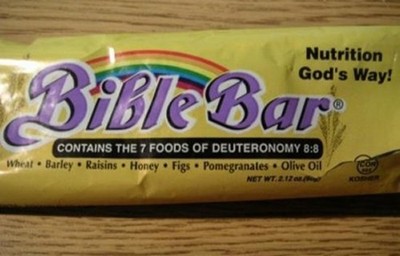 Nutrition
God's Way!
Bible Bar®
CONTAINS THE 7 FOODS OF DEUTERONOMY 8:8
Wheat • Barley • Raisins • Honey • Figs • Pomegranates • Olive Oil
NET WT. 2.12 oz.
KOSHER